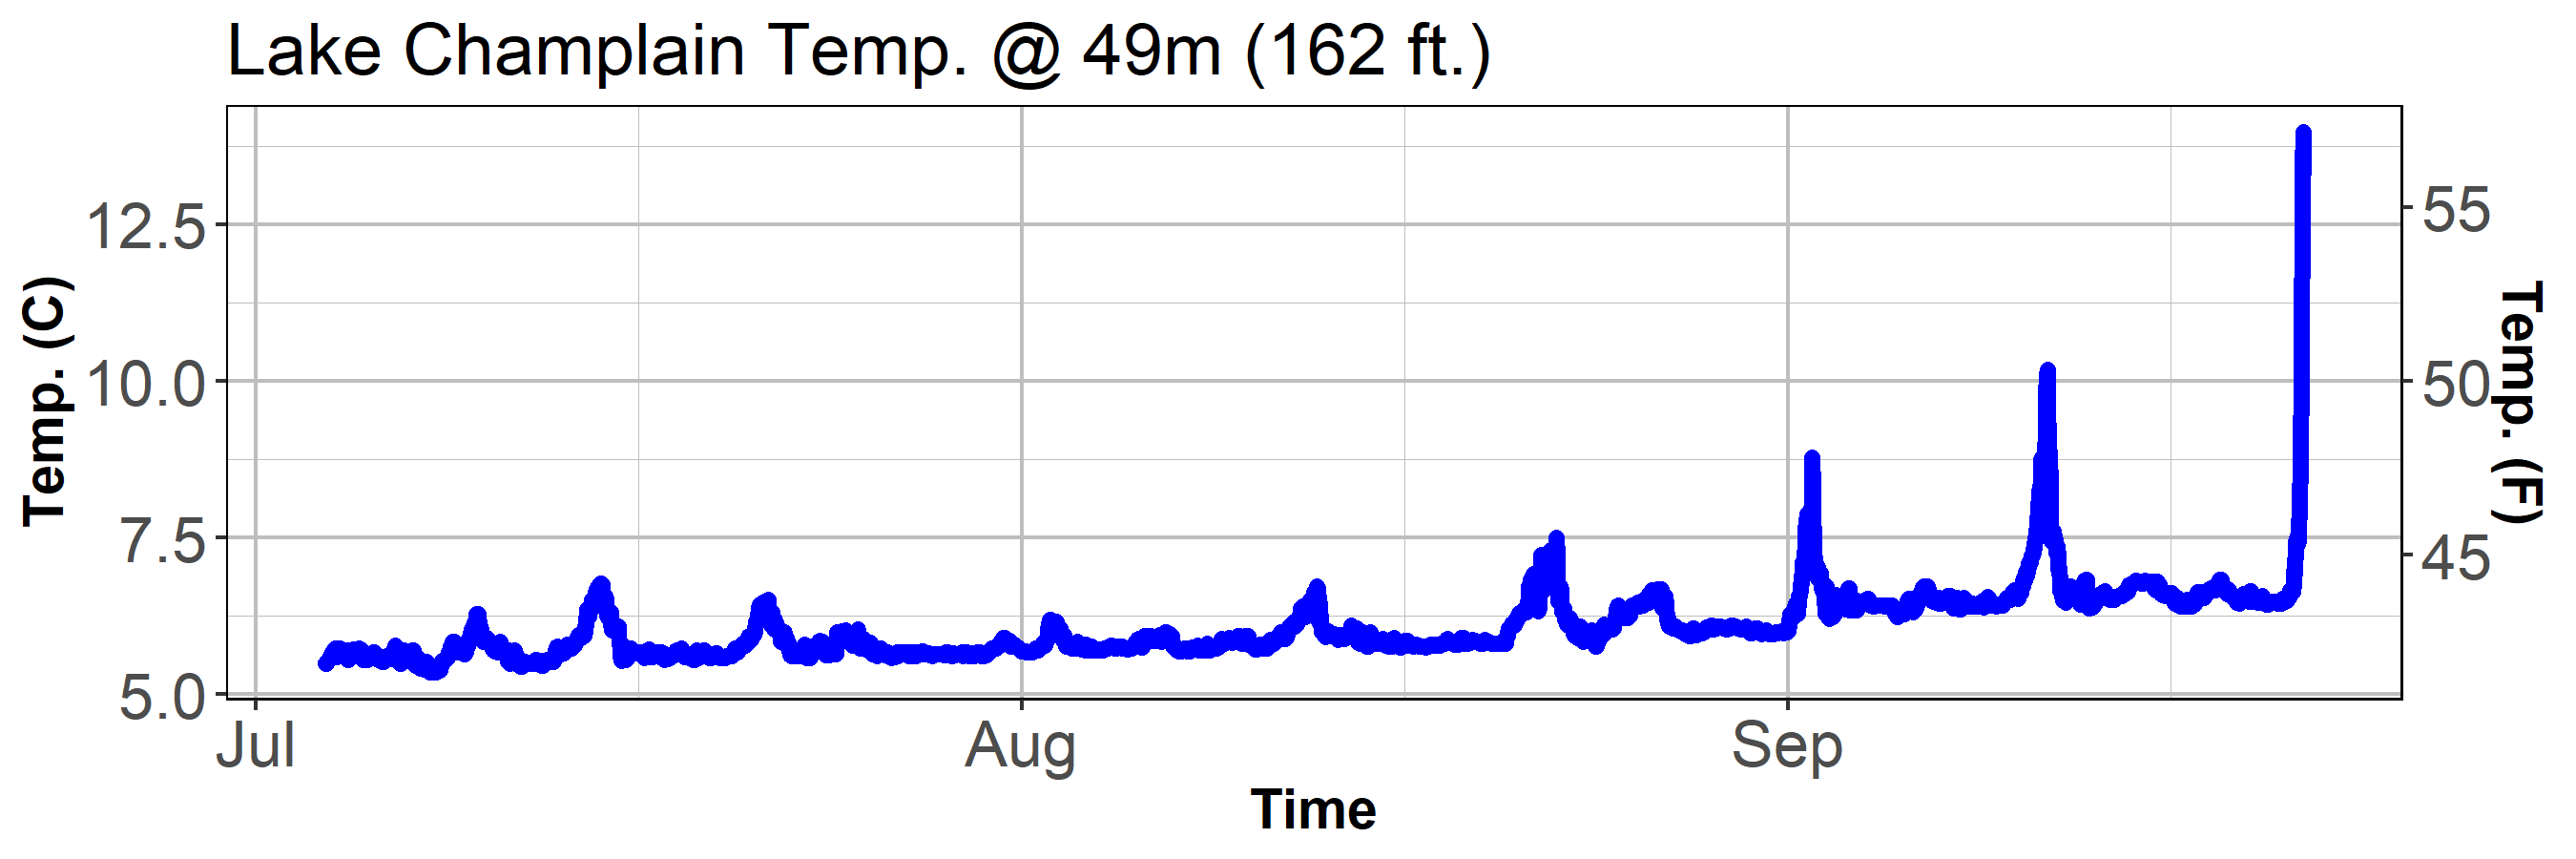 Lake Champlain Temp. @ 49m (162 ft.)
Temp. (C)
12.5
10.0
7.5
5.0
55
50
45
Temp. (F)
Jul Aug Sep
Time